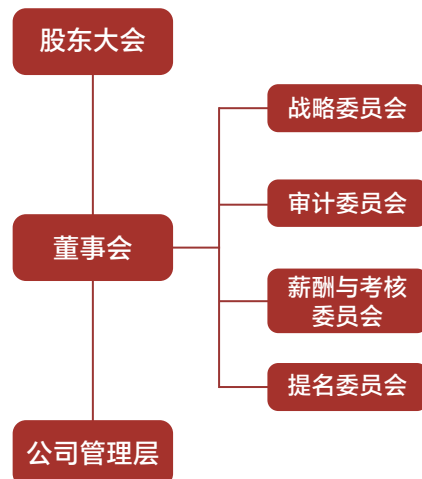 股东大会
战略委员会
审计委员会
董事会
薪酬与考核
委员会
提名委员会
公司管理层